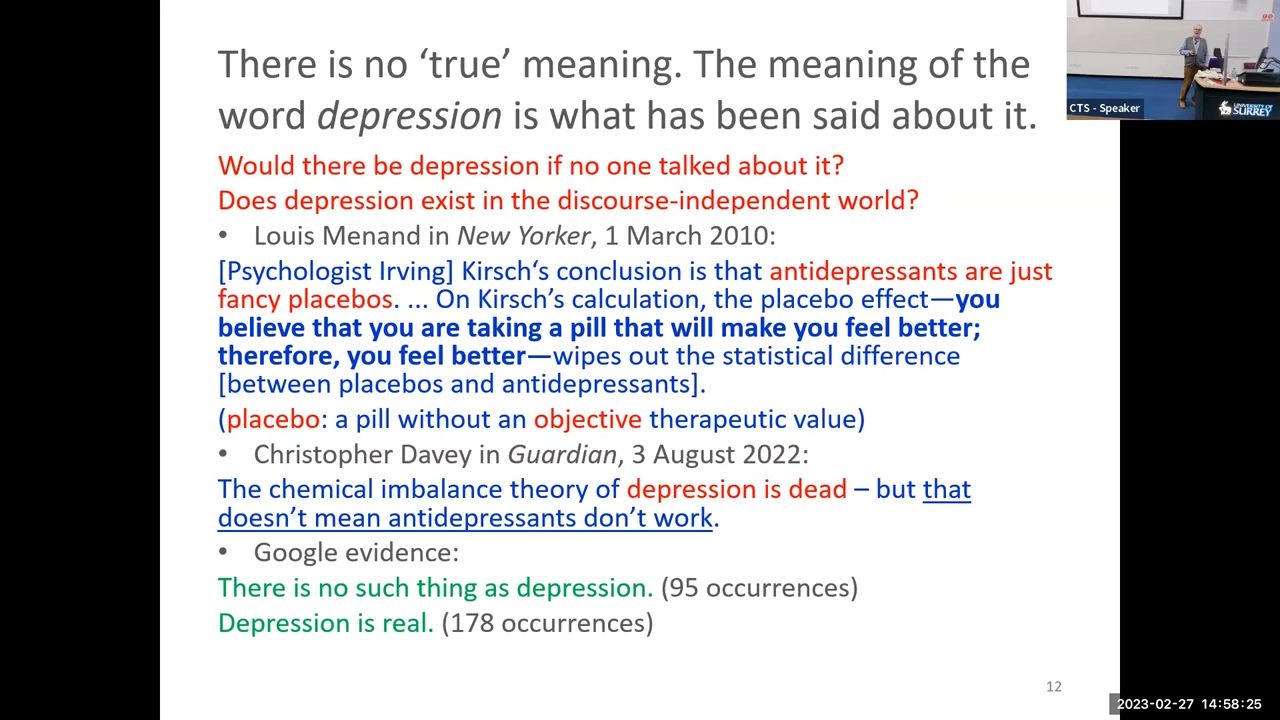 There is no ‘true’ meaning. The meaning of the
word depression is what has been said about it.
Would there be depression if no one talked about it?
Does depression exist in the discourse-independent world?
• Louis Menand in New Yorker, 1 March 2010:
[Psychologist Irving] Kirsch‘s conclusion is that antidepressants are just
fancy placebos. ... On Kirsch’s calculation, the placebo effect—you
believe that you are taking a pill that will make you feel better;
therefore, you feel better—wipes out the statistical difference
[between placebos and antidepressants].
(placebo: a pill without an objective therapeutic value)
• Christopher Davey in Guardian, 3 August 2022:
The chemical imbalance theory of depression is dead – but that
doesn’t mean antidepressants don’t work.
• Google evidence:
There is no such thing as depression. (95 occurrences)
Depression is real. (178 occurrences)
12
CTS - Speaker
UNIVERSITY OF
SURREY
2023-02-27 14:58:25